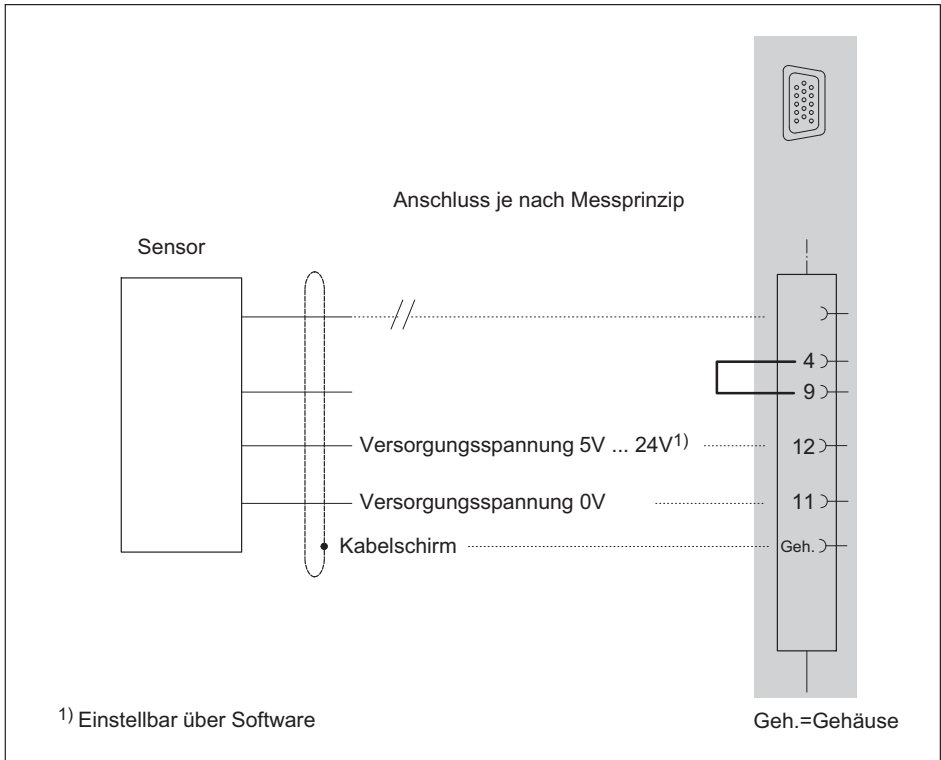 Anschluss je nach Messprinzip
Sensor
4
9
Versorgungsspannung 5V ... 24V1)
12
Versorgungsspannung 0V
11
Kabelschirm
Geh.
1) Einstellbar über Software
Geh.=Gehäuse